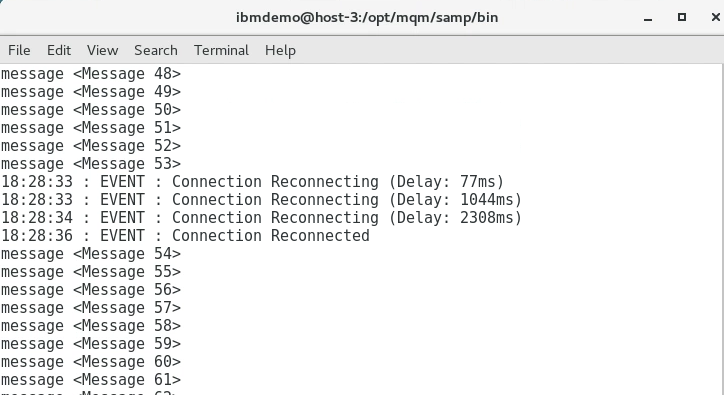 ibmdemo@host-3:/opt/mqm/samp/bin
File Edit View Search Terminal Help
message <Message 48>
message <Message 49>
message <Message 50>
message <Message 51>
message <Message 52>
message <Message 53>
18:28:33 : EVENT : Connection Reconnecting (Delay: 77ms)
18:28:33 : EVENT : Connection Reconnecting (Delay: 1044ms)
18:28:34 : EVENT : Connection Reconnecting (Delay: 2308ms)
18:28:36 : EVENT : Connection Reconnected
message <Message 54>
message <Message 55>
message <Message 56>
message <Message 57>
message <Message 58>
message <Message 59>
message <Message 60>
message <Message 61>